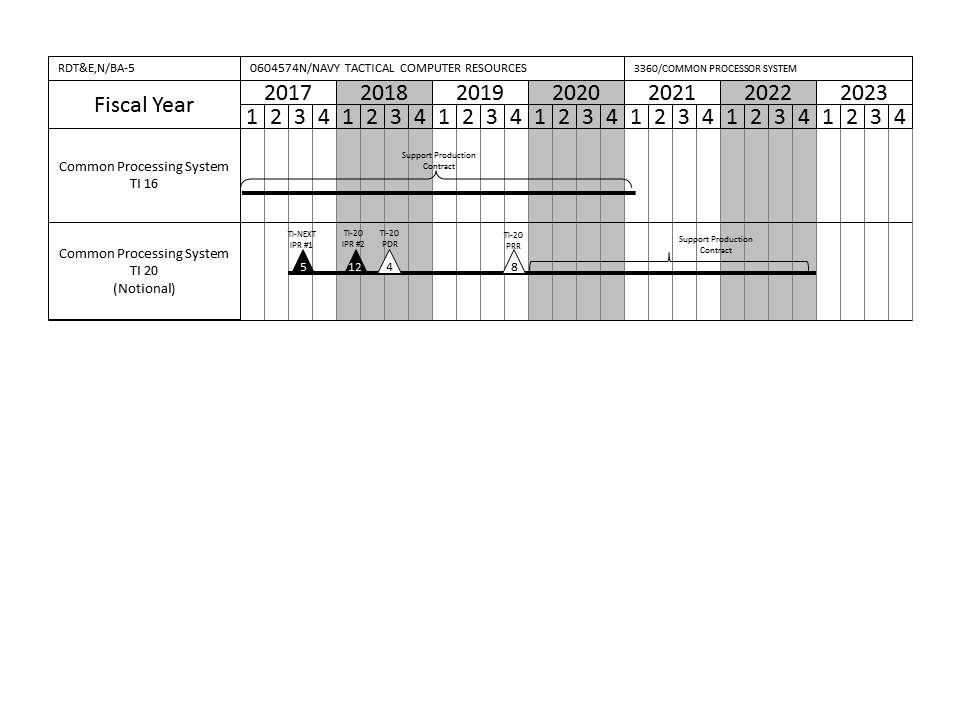 RDT&E,N/BA-5 0604574N/NAVY TACTICAL COMPUTER RESOURCES 3360/COMMON PROCESSOR SYSTEM
Fiscal Year
2017 2018 2019 2020 2021 2022 2023
1 2 3 4 1 2 3 4 1 2 3 4 1 2 3 4 1 2 3 4 1 2 3 4 1 2 3 4
Common Processing System
TI 16
Support Production
Contract
Common Processing System
TI 20
(Notional)
TI-NEXT
IPR #1
5
TI-20
IPR #2
12
TI-20
PDR
4
TI-20
PRR
8
Support Production
Contract